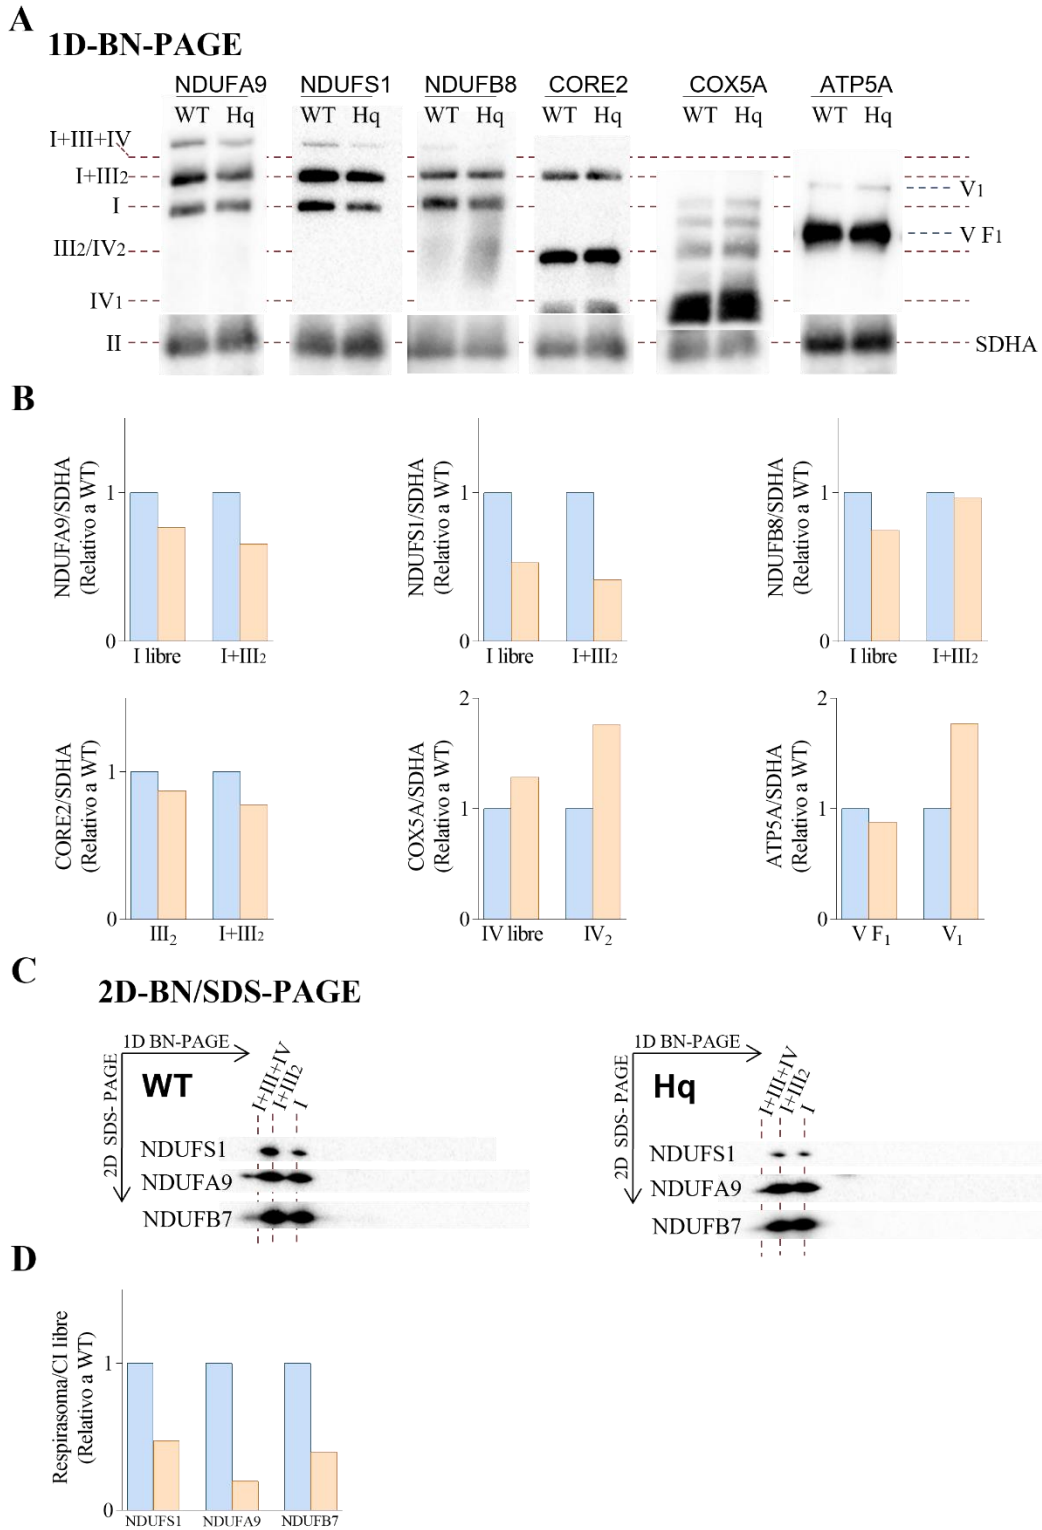 A
1D-BN-PAGE
NDUFA9 NDUFS1 NDUFB8 CORE2 COX5A ATP5A
WT Hq WT Hq WT Hq WT Hq WT Hq WT Hq
I+III+IV
I+III2
V1
I
V F1
III2/IV2
IV1
II
SDHA
B
NDUFA9/SDHA
(Relativo a WT)
1
0
I libre I+III2
NDUFS1/SDHA
(Relativo a WT)
1
0
I libre I+III2
NDUFB8/SDHA
(Relativo a WT)
1
0
I libre I+III2
CORE2/SDHA
(Relativo a WT)
1
0
III2 I+III2
COX5A/SDHA
(Relativo a WT)
2
1
0
IV libre IV2
ATP5A/SDHA
(Relativo a WT)
2
1
0
V F1 V1
C
2D-BN/SDS-PAGE
1D BN-PAGE
2D SDS- PAGE
WT
I+III+IV
I+III2
I
NDUFS1
NDUFA9
NDUFB7
1D BN-PAGE
2D SDS- PAGE
Hq
I+III+IV
I+III2
I
NDUFS1
NDUFA9
NDUFB7
D
Respirasoma/CI libre
(Relativo a WT)
1
0
NDUFS1 NDUFA9 NDUFB7